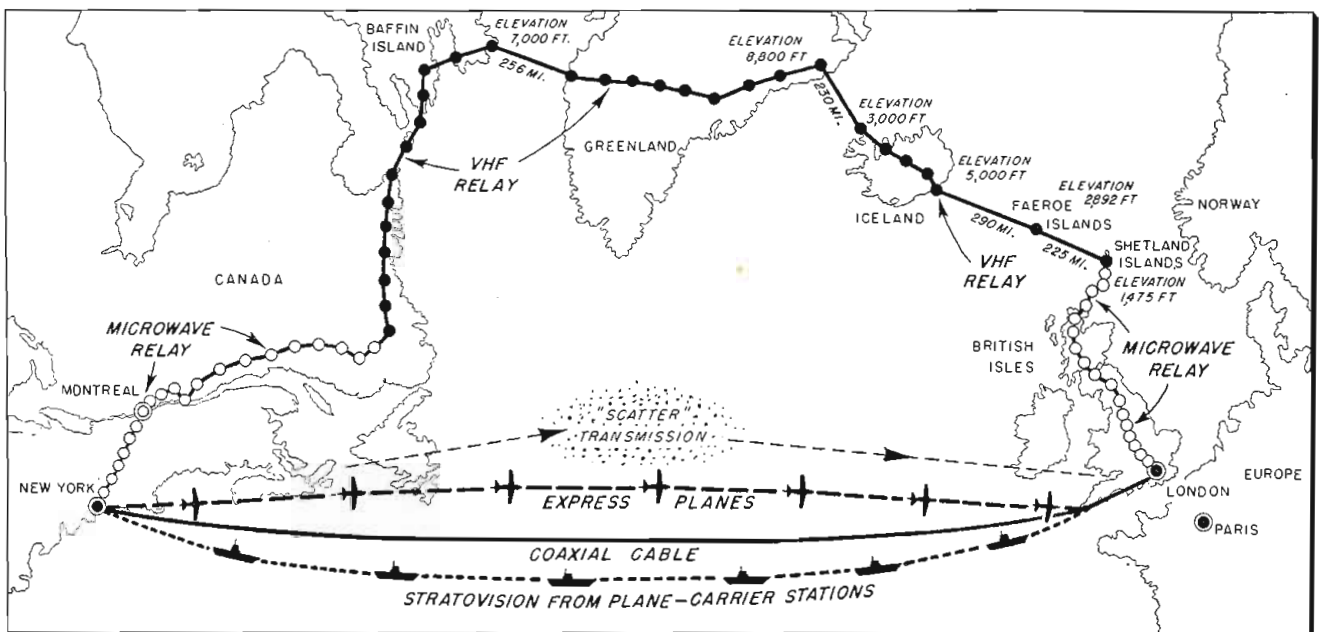 BAFFIN
ISLAND
ELEVATION
7,000 FT.
256 MI.
ELEVATION
8,800 FT
230 MI.
ELEVATION
3,000 FT
GREENLAND
VHF
RELAY
ELEVATION
5,000 FT
ELEVATION
2892 FT
FAEROE
ISLANDS
NORWAY
ICELAND
290 MI.
225 MI.
SHETLAND
ISLANDS
VHF
RELAY
ELEVATION
1,475 FT
CANADA
MICROWAVE
RELAY
BRITISH
ISLES
MICROWAVE
RELAY
MONTREAL
"SCATTER"
TRANSMISSION
NEW YORK
EXPRESS PLANES
EUROPE
LONDON
PARIS
COAXIAL CABLE
STRATOVISION FROM PLANE-CARRIER STATIONS